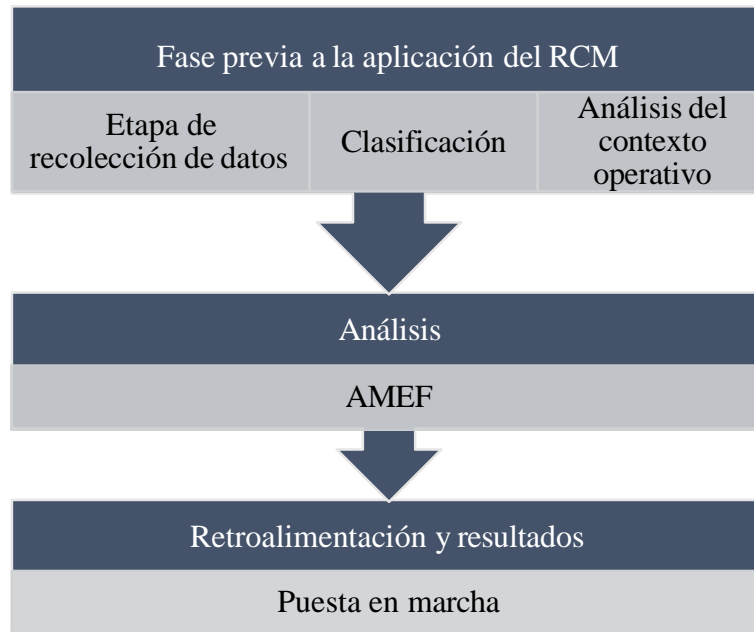 Fase previa a la aplicación del RCM
Etapa de
recolección de datos
Clasificación
Análisis del
contexto
operativo
Análisis
AMEF
Retroalimentación y resultados
Puesta en marcha